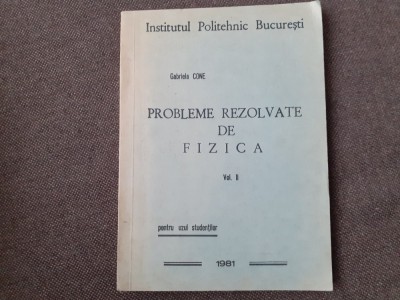 Institutul Politehnic Bucureşti
Gabriela CONE
PROBLEME REZOLVATE
DE
FIZICA
Vol. II
pentru uzul studenţilor
1981